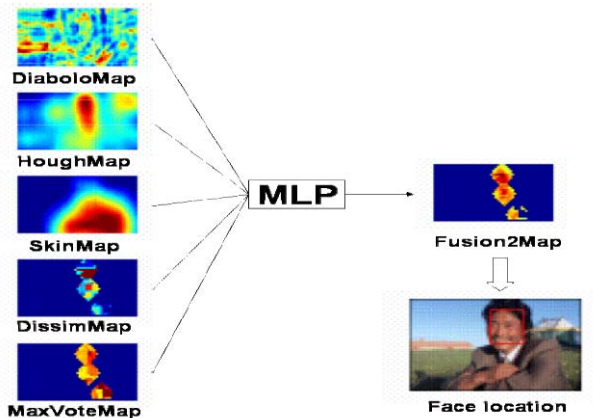 DiaboloMap
HoughMap
SkinMap
DissimMap
MaxVoteMap
MLP
Fusion2Map
Face location